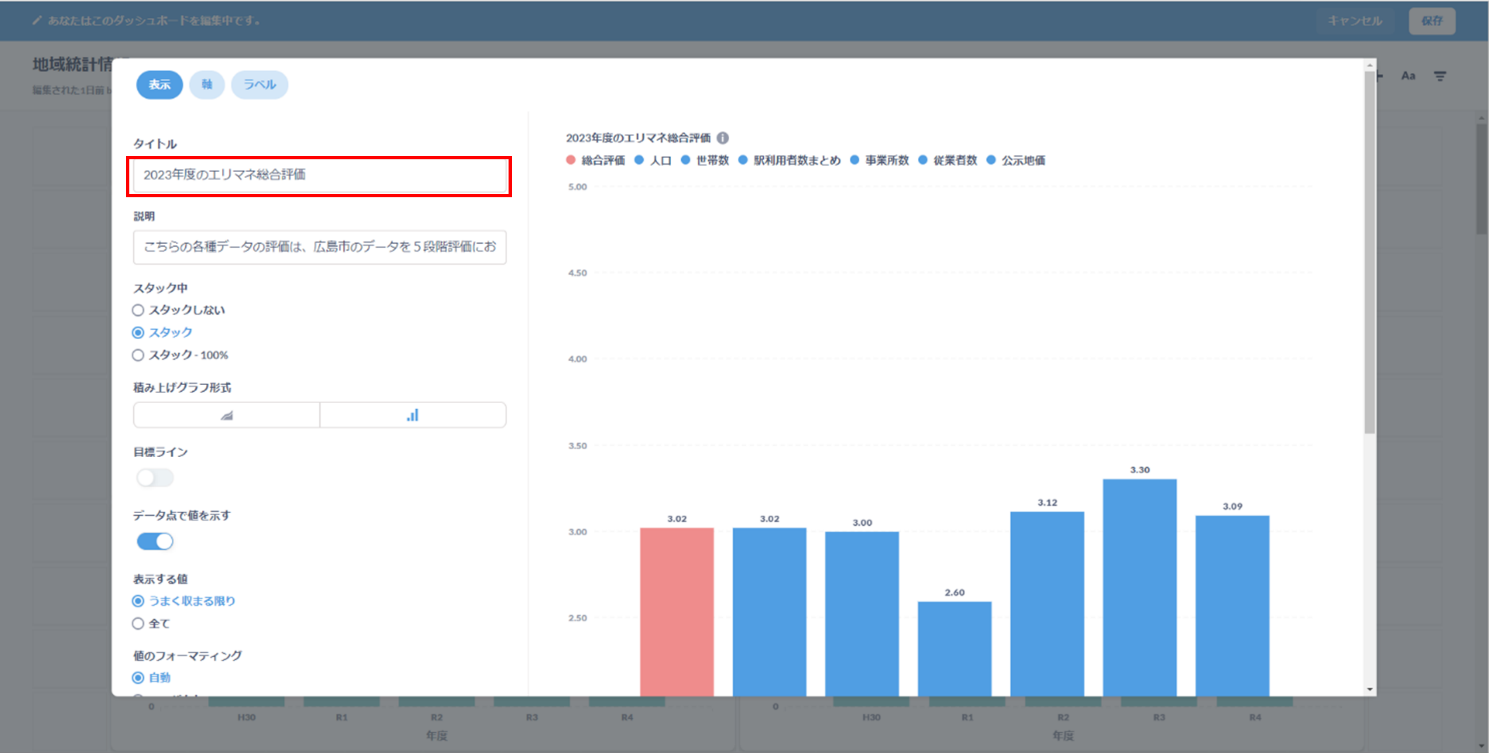 あなたはこのダッシュボードを編集中です。
キャンセル
保存
地域統計情
編集された1日前
Aa
表示
軸
ラベル
タイトル
2023年度のエリマネ総合評価
説明
こちらの各種データの評価は、広島市のデータを５段階評価にお
スタック中
スタックしない
スタック
スタック - 100%
積み上げグラフ形式
目標ライン
データ点で値を示す
表示する値
うまく収まる限り
全て
値のフォーマティング
自動
2023年度のエリマネ総合評価
総合評価 人口 世帯数 駅利用者数まとめ 事業所数 従業者数 公示地価
5.00
4.50
4.00
3.50
3.00
2.50
3.02
3.02
3.00
2.60
3.12
3.30
3.09
0
H30 R1 R2 R3 R4
年度
0
H30 R1 R2 R3 R4
年度